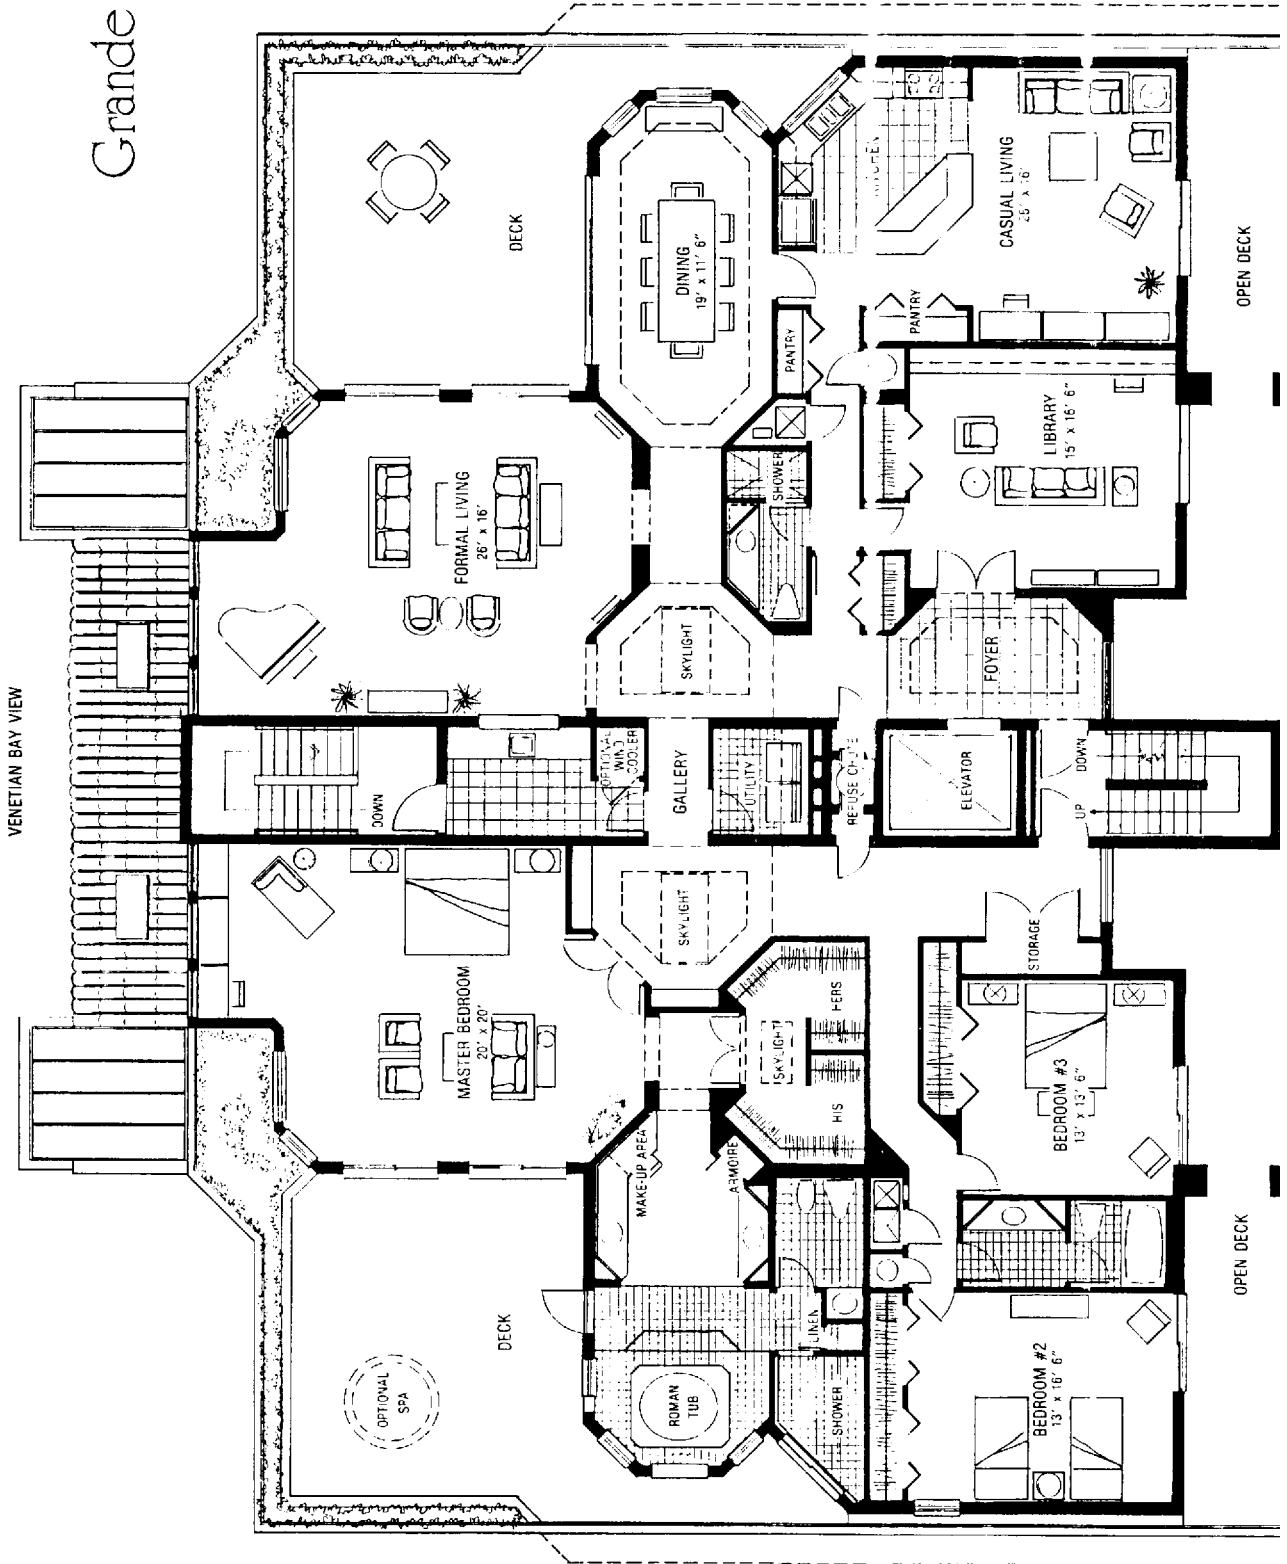 Grande
VENETIAN BAY VIEW
DECK
OPTIONAL
SPA
DECK
MASTER BEDROOM
20' x 20'
DOWN
FORMAL LIVING
26' x 16'
OPTIONAL
WINE
COOLER
ROMAN
TUB
MAKE-UP AREA
ARMOIRE
SKYLIGHT
GALLERY
SKYLIGHT
DINING
19' x 11' 6"
SHOWER
LINEN
HIS
SKYLIGHT
HERS
UTILITY
SHOWER
PANTRY
REFUSE CHUTE
PANTRY
KITCHEN
ELEVATOR
FOYER
BEDROOM #2
13' x 16' 6"
BEDROOM #3
13' x 13' 6"
STORAGE
UP
DOWN
LIBRARY
15' x 16' 6"
CASUAL LIVING
26' x 16'
OPEN DECK
OPEN DECK